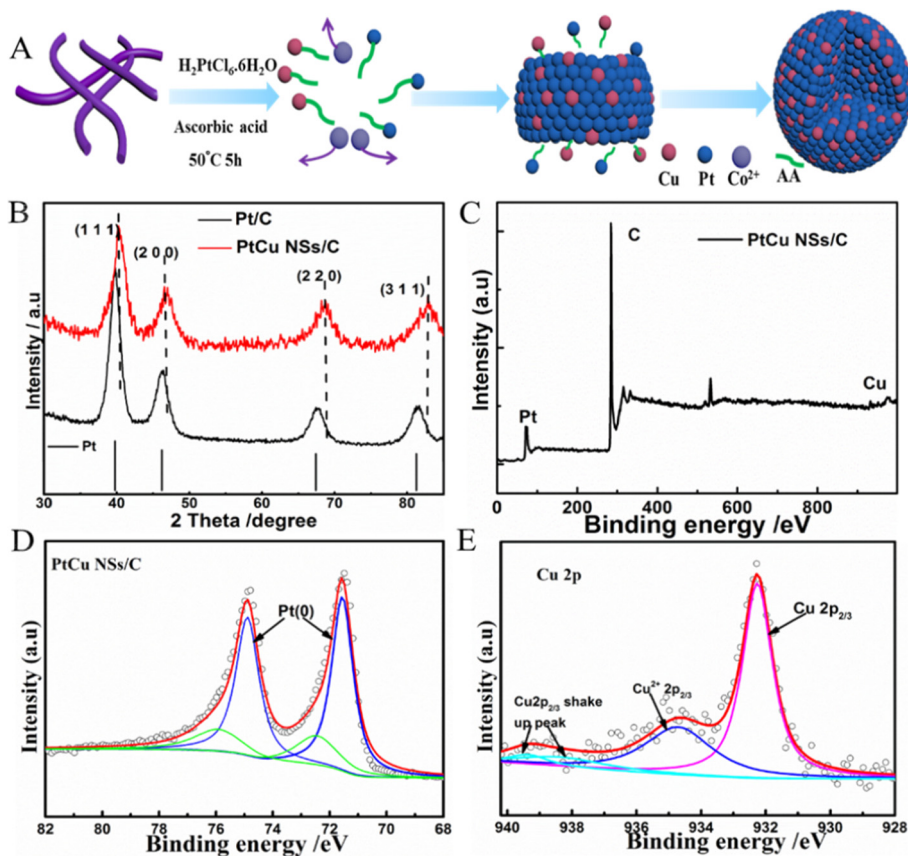 A
H₂PtCl₆.6H₂O
Ascorbic acid
50°C 5h
Cu Pt Co²⁺ AA
B
Pt/C
PtCu NSs/C
(1 1 1)
(2 0 0)
(2 2 0)
(3 1 1)
Pt
Intensity / a.u
30 40 50 60 70 80
2 Theta /degree
C
PtCu NSs/C
C
Pt
Cu
Intensity (a.u)
0 200 400 600 800
Binding energy /eV
D
PtCu NSs/C
Pt(0)
Intensity (a.u)
82 80 78 76 74 72 70 68
Binding energy /eV
E
Cu 2p
Cu 2p₂/₃
Cu²⁺ 2p₂/₃
Cu2p₂/₃ shake
up peak
Intensity (a.u)
940 938 936 934 932 930 928
Binding energy /eV